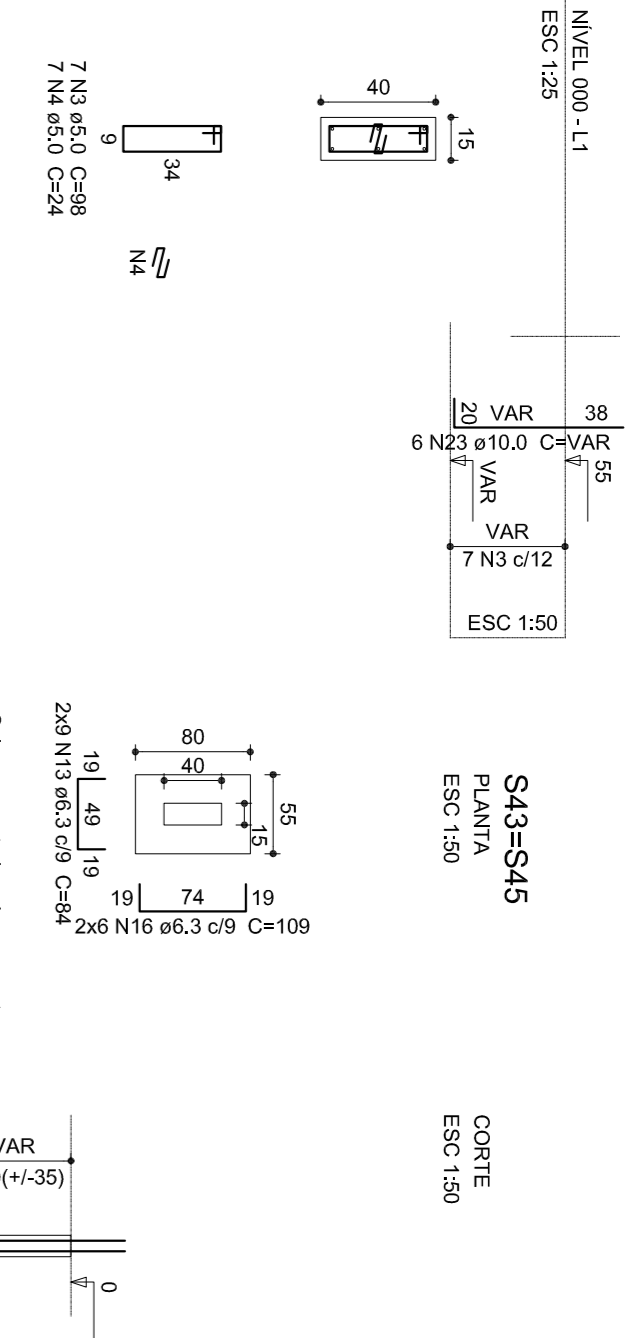 NÍVEL 000 - L1
ESC 1:25
40
15
34
9
7 N3 ø5.0 C=98
7 N4 ø5.0 C=24
N4
38
VAR
20
6 N23 ø10.0 C=VAR
55
VAR
VAR
7 N3 c/12
ESC 1:50
S43=S45
PLANTA
ESC 1:50
80
40
55
15
19 49 19
2x9 N13 ø6.3 c/9 C=84
19 74 19
2x6 N16 ø6.3 c/9 C=109
CORTE
ESC 1:50
VAR
(+/-35)
0